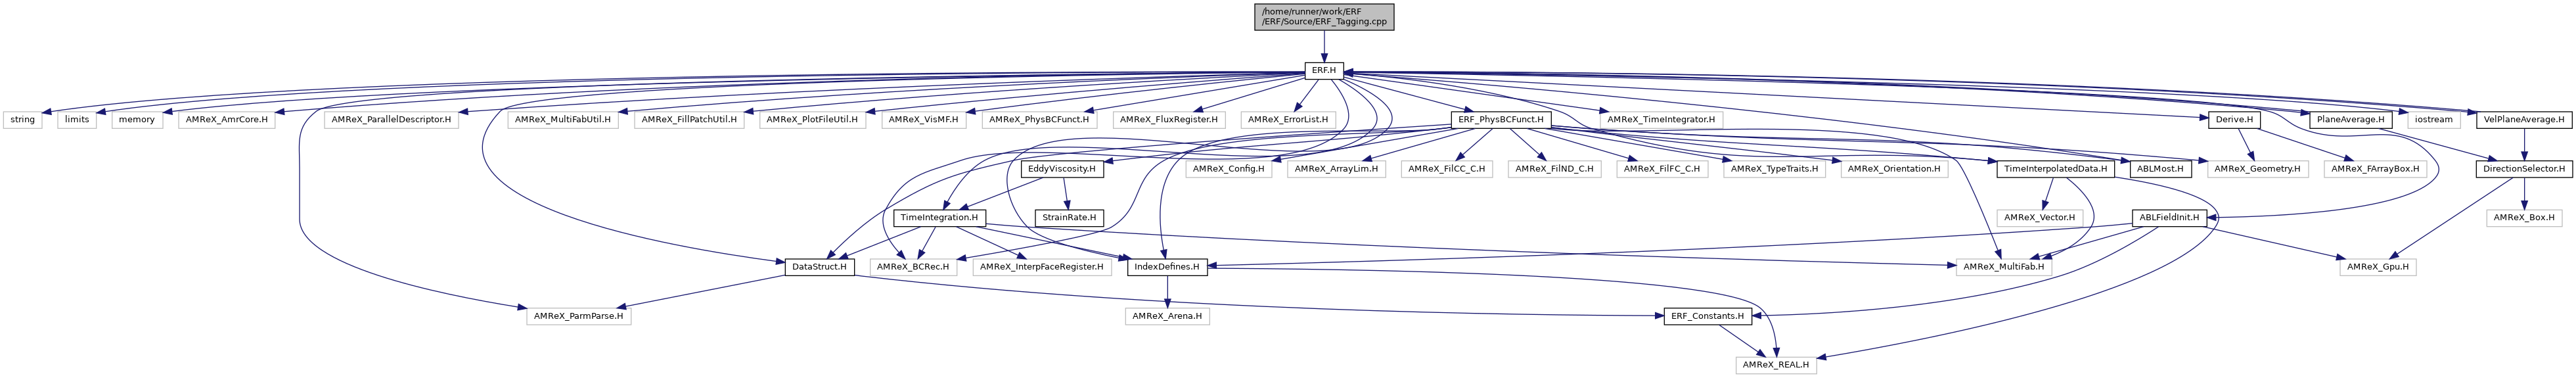 /home/runner/work/ERF
/ERF/Source/ERF_Tagging.cpp
ERF.H
string
limits
memory
AMReX_AmrCore.H
AMReX_ParallelDescriptor.H
AMReX_MultiFabUtil.H
AMReX_FillPatchUtil.H
AMReX_PlotFileUtil.H
AMReX_VisMF.H
AMReX_PhysBCFunct.H
AMReX_FluxRegister.H
AMReX_ErrorList.H
ERF_PhysBCFunct.H
AMReX_TimeIntegrator.H
Derive.H
PlaneAverage.H
iostream
VelPlaneAverage.H
EddyViscosity.H
AMReX_Config.H
AMReX_ArrayLim.H
AMReX_FilCC_C.H
AMReX_FilND_C.H
AMReX_FilFC_C.H
AMReX_TypeTraits.H
AMReX_Orientation.H
TimeInterpolatedData.H
ABLMost.H
AMReX_Geometry.H
AMReX_FArrayBox.H
DirectionSelector.H
TimeIntegration.H
StrainRate.H
AMReX_Vector.H
ABLFieldInit.H
AMReX_Box.H
DataStruct.H
AMReX_BCRec.H
AMReX_InterpFaceRegister.H
IndexDefines.H
AMReX_MultiFab.H
AMReX_Gpu.H
AMReX_ParmParse.H
AMReX_Arena.H
ERF_Constants.H
AMReX_REAL.H